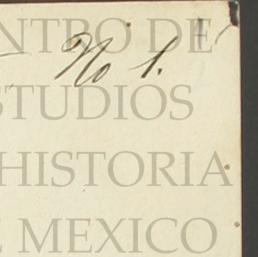 NTRO DE
No 1.
STUDIOS
HISTORIA
E MEXICO